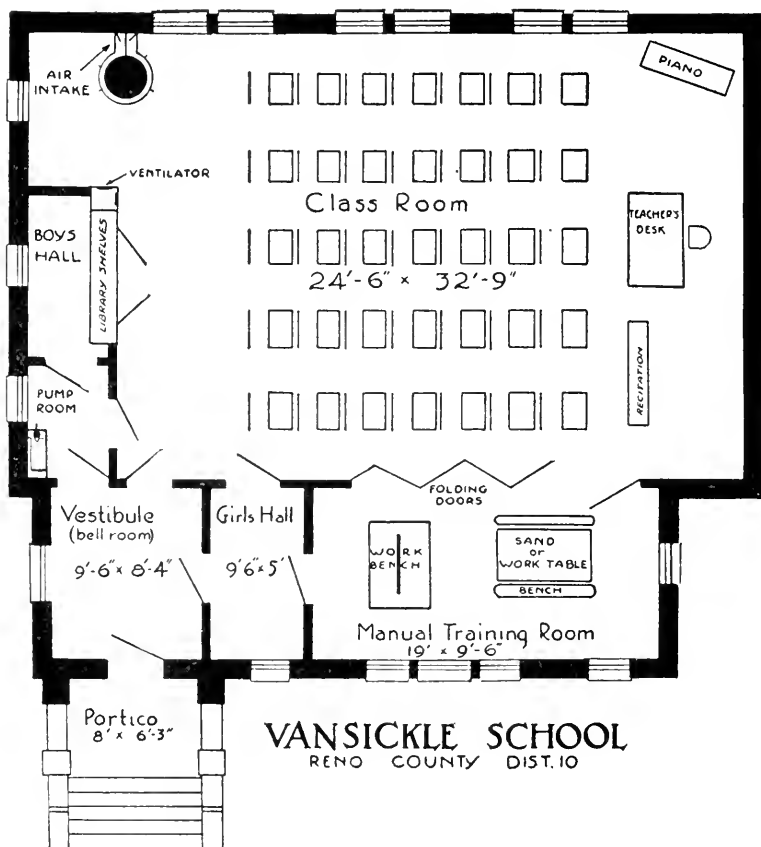 AIR
INTAKE
PIANO
VENTILATOR
Class Room
24'-6" × 32'-9"
BOYS
HALL
LIBRARY SHELVES
TEACHER'S
DESK
RECITATION
PUMP
ROOM
FOLDING
DOORS
Vestibule
(bell room)
9'-6" × 8'-4"
Girls Hall
9'6" × 5'
WORK
BENCH
SAND
or
WORK TABLE
BENCH
Manual Training Room
19' × 9'-6"
Portico
8' × 6'-3"
VANSICKLE SCHOOL
RENO COUNTY DIST. 10